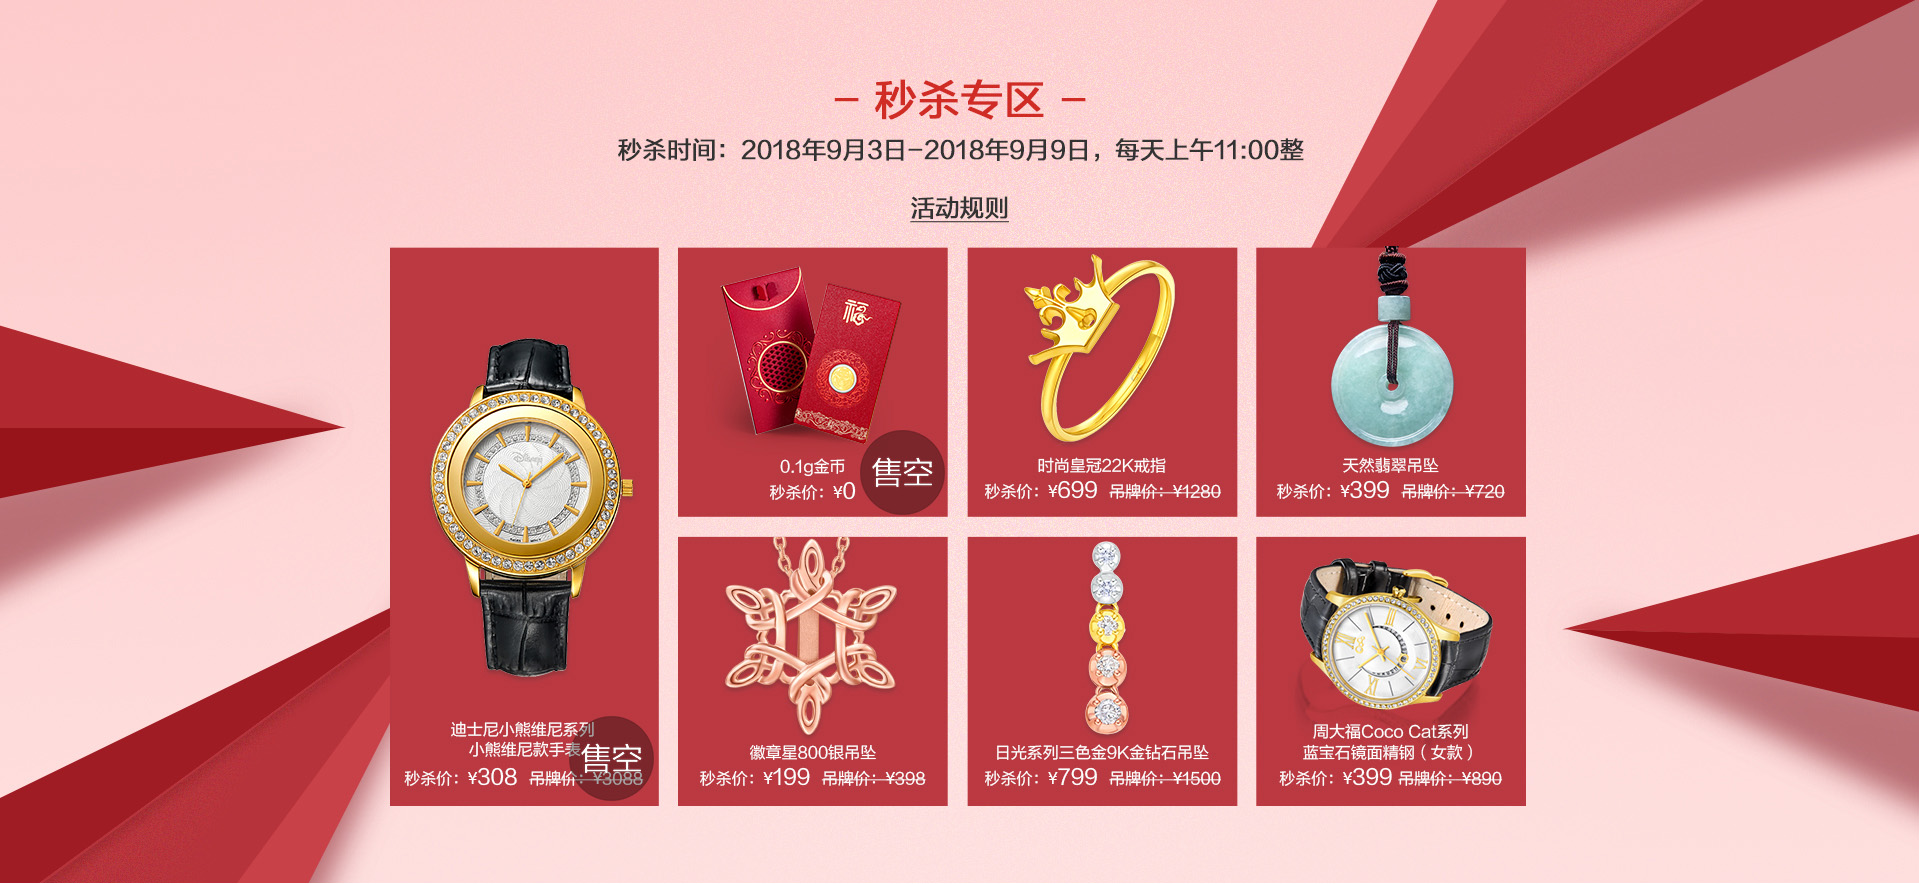 - 秒杀专区 -
秒杀时间：2018年9月3日-2018年9月9日，每天上午11:00整
活动规则
迪士尼小熊维尼系列
小熊维尼款手表
秒杀价：¥308 吊牌价：¥3088
售空
福
0.1g金币
秒杀价：¥0
售空
时尚皇冠22K戒指
秒杀价：¥699 吊牌价：¥1280
天然翡翠吊坠
秒杀价：¥399 吊牌价：¥720
徽章星800银吊坠
秒杀价：¥199 吊牌价：¥398
日光系列三色金9K金钻石吊坠
秒杀价：¥799 吊牌价：¥1500
周大福Coco Cat系列
蓝宝石镜面精钢（女款）
秒杀价：¥399 吊牌价：¥890